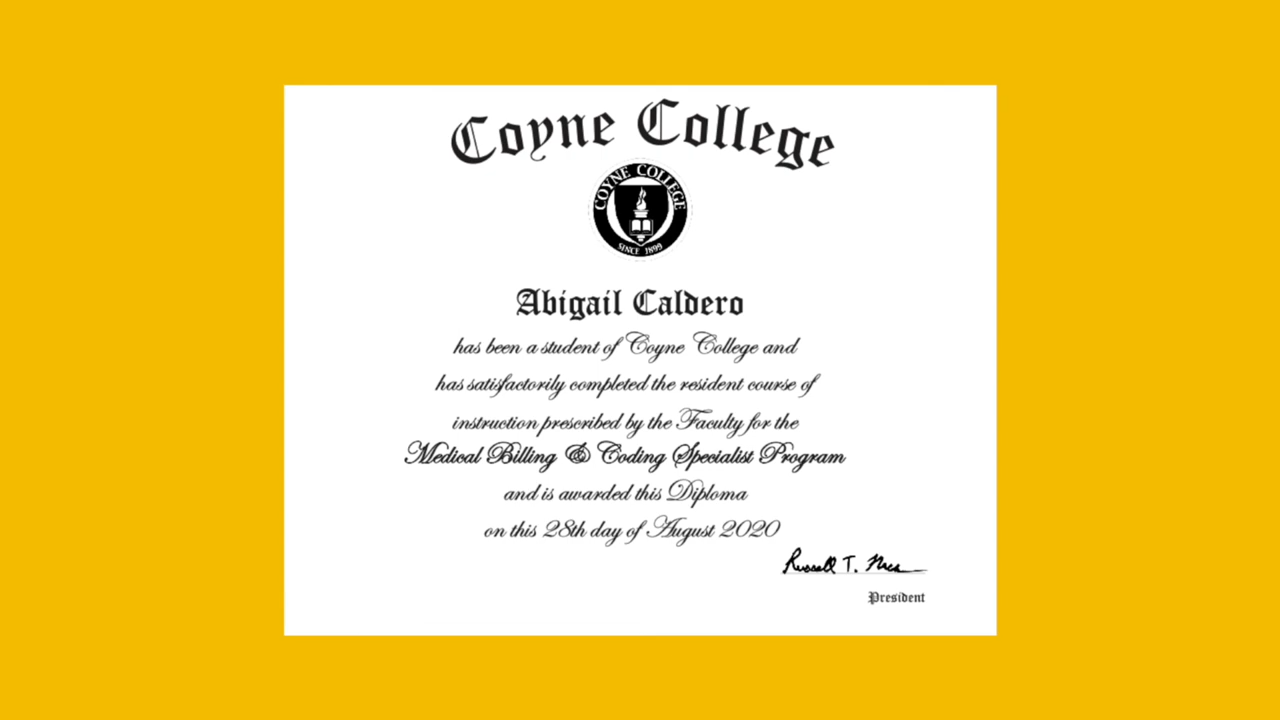 Coyne College
COYNE COLLEGE
SINCE 1899
Abigail Caldero
has been a student of Coyne College and
has satisfactorily completed the resident course of
instruction prescribed by the Faculty for the
Medical Billing & Coding Specialist Program
and is awarded this Diploma
on this 28th day of August 2020
Russell T.
President